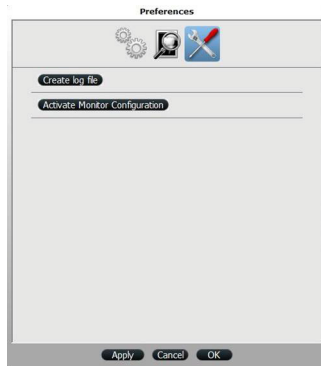 Preferences
Create log file
Activate Monitor Configuration
Apply Cancel OK